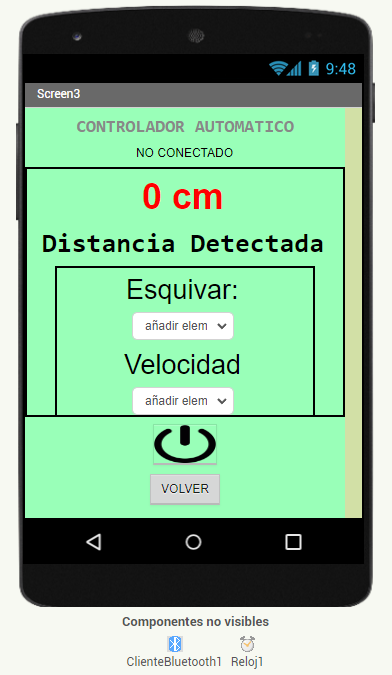 9:48
Screen3
CONTROLADOR AUTOMATICO
NO CONECTADO
0 cm
Distancia Detectada
Esquivar:
añadir elem
Velocidad
añadir elem
VOLVER
Componentes no visibles
ClienteBluetooth1 Reloj1